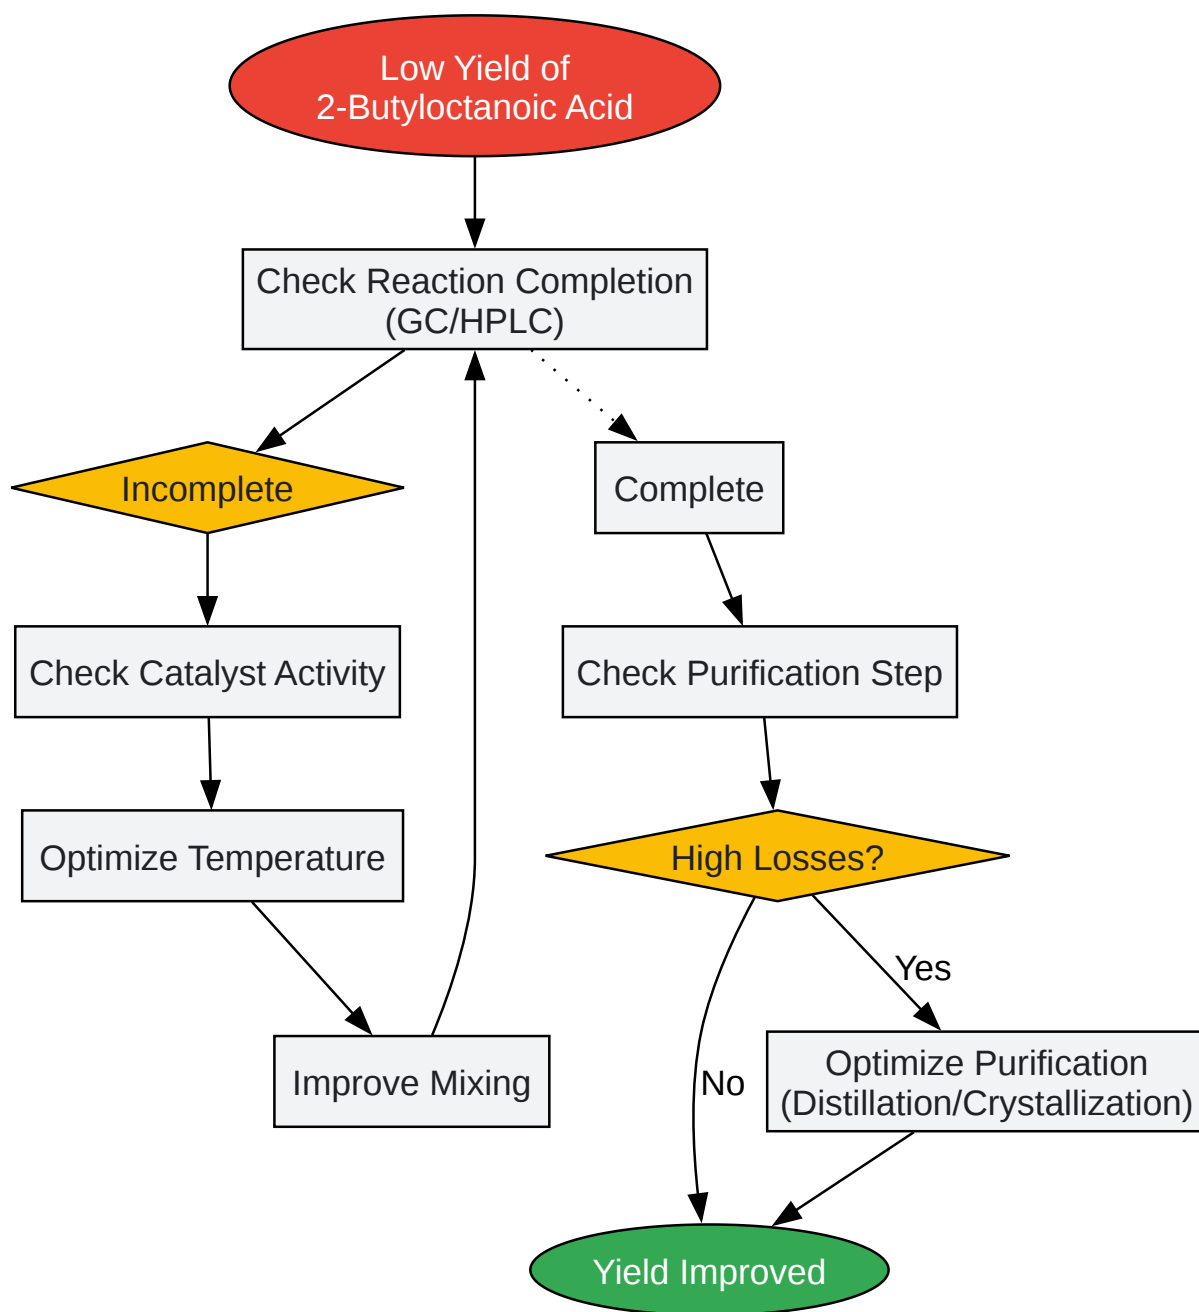 Low Yield of
2-Butyloctanoic Acid
Check Reaction Completion
(GC/HPLC)
Incomplete
Complete
Check Catalyst Activity
Check Purification Step
Optimize Temperature
High Losses?
Yes
Improve Mixing
No
Optimize Purification
(Distillation/Crystallization)
Yield Improved